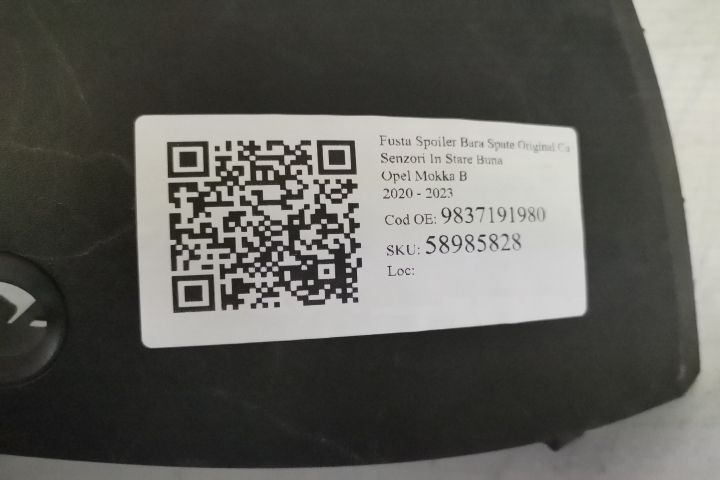 Fusta Spoiler Bara Spate Original Cu
Senzori In Stare Buna
Opel Mokka B
2020 - 2023
Cod OE: 9837191980
SKU: 58985828
Loc: